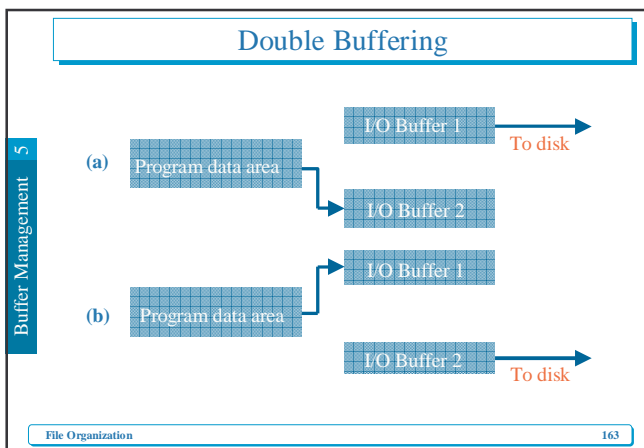 Double Buffering
5
Buffer Management
(a)
Program data area
I/O Buffer 1
To disk
I/O Buffer 2
(b)
Program data area
I/O Buffer 1
I/O Buffer 2
To disk
File Organization
163